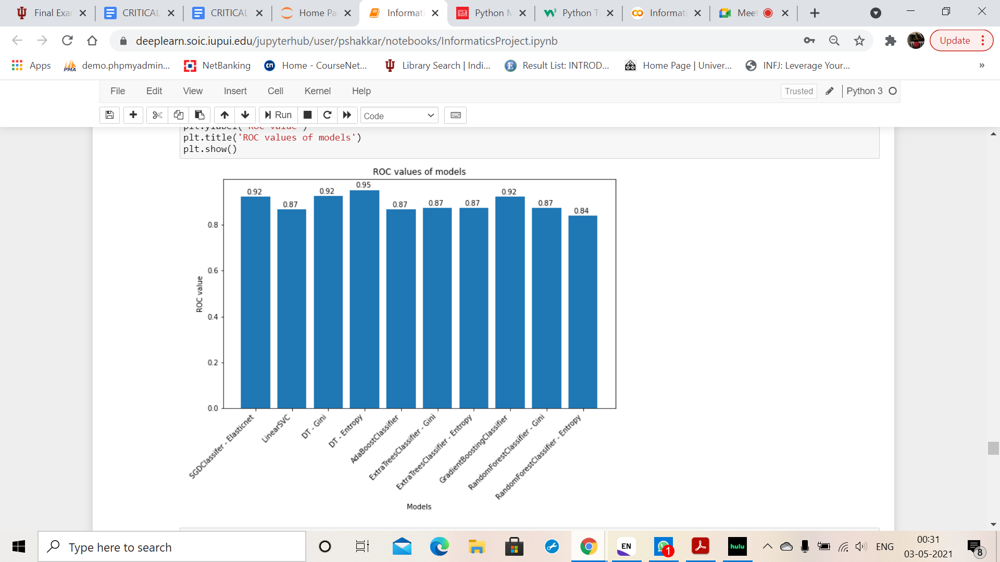 Final Exa
CRITICAL
CRITICAL
Home Pa
Informati
Python M
Python T
Informati
Meet
deeplearn.soic.iupui.edu/jupyterhub/user/pshakkar/notebooks/InformaticsProject.ipynb
Update
Apps
PMA
demo.phpmyadmin...
NetBanking
cn
Home - CourseNet...
Library Search | Indi...
Result List: INTROD...
Home Page | Univer...
INFJ: Leverage Your...
»
File Edit View Insert Cell Kernel Help
Trusted
Python 3
Run
Code
plt.ylabel('ROC value')
plt.title('ROC values of models')
plt.show()
ROC values of models
0.92
0.87
0.92
0.95
0.87
0.87
0.87
0.92
0.87
0.84
0.8
0.6
0.4
0.2
0.0
ROC value
SGDClassifer - Elasticnet
LinearSVC
DT - Gini
DT - Entropy
AdaBoostClassifier
ExtraTreesClassifier - Gini
ExtraTreesClassifier - Entropy
GradientBoostingClassifier
RandomForestClassifier - Gini
RandomForestClassifier - Entropy
Models
Type here to search
EN
1
hulu
ENG
00:31
03-05-2021
8